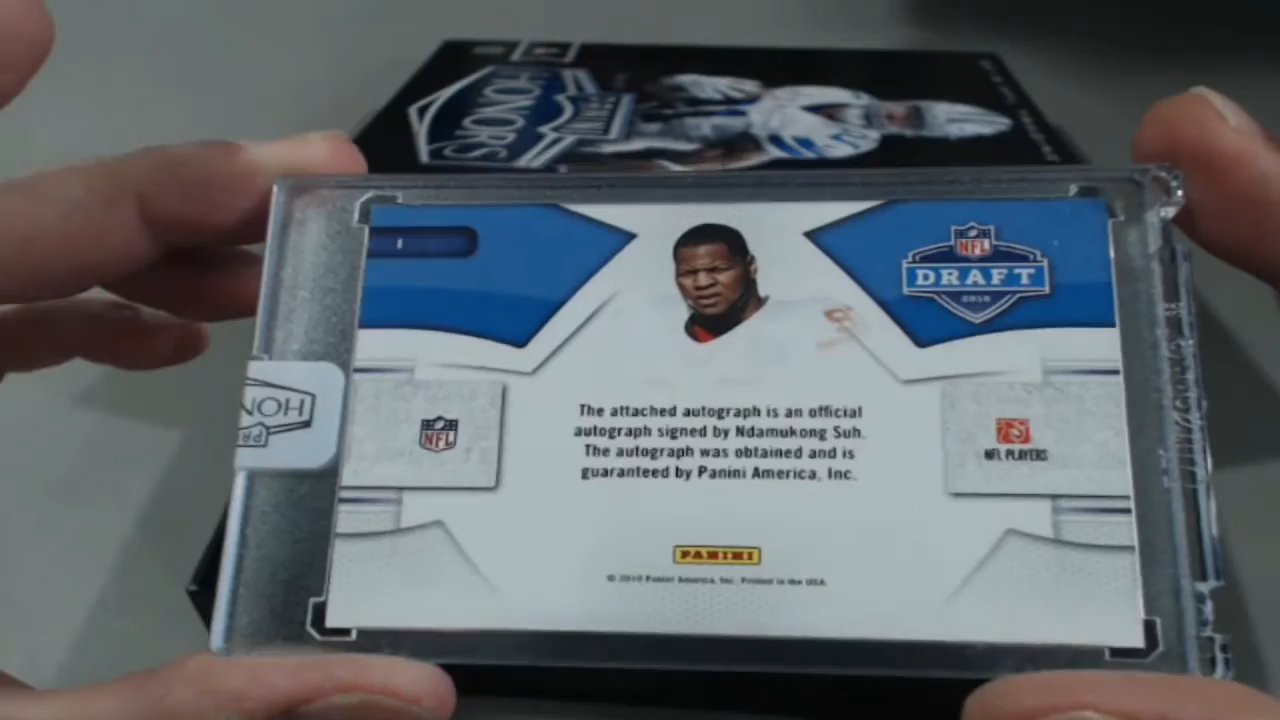 HONORS
1
NFL
DRAFT
2010
HON
NFL
NFL PLAYERS
The attached autograph is an official
autograph signed by Ndamukong Suh.
The autograph was obtained and is
guaranteed by Panini America, Inc.
PANINI
© 2010 Panini America, Inc. Printed in the USA.